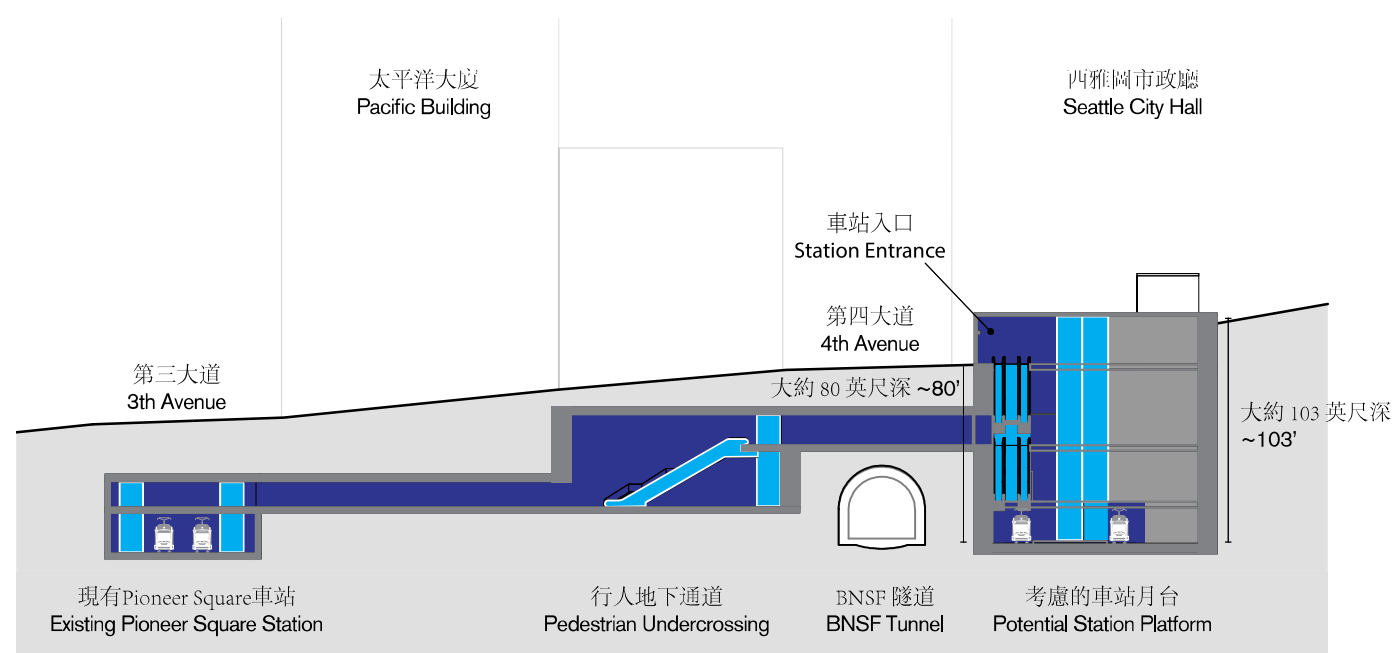 太平洋大廈
Pacific Building
西雅圖市政廳
Seattle City Hall
車站入口
Station Entrance
第四大道
4th Avenue
第三大道
3th Avenue
大約 80 英尺深 ~80'
大約 103 英尺深
~103'
現有Pioneer Square車站
Existing Pioneer Square Station
行人地下通道
Pedestrian Undercrossing
BNSF 隧道
BNSF Tunnel
考慮的車站月台
Potential Station Platform